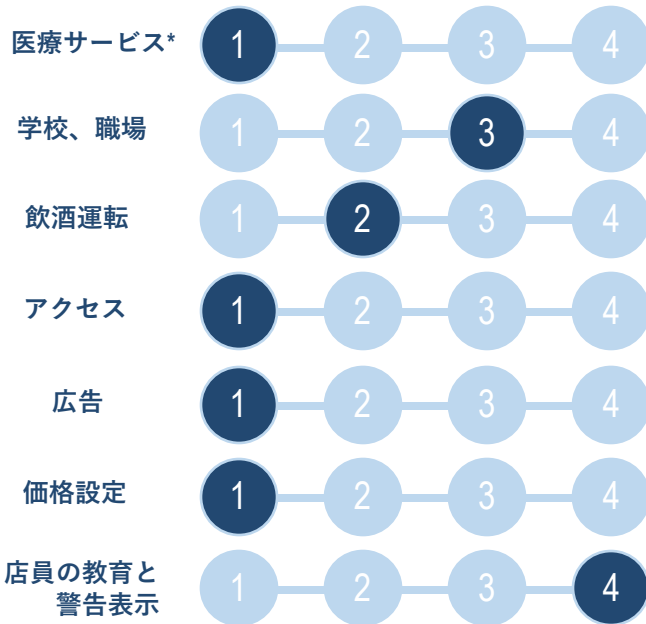 医療サービス* 1 2 3 4
学校、職場 1 2 3 4
飲酒運転 1 2 3 4
アクセス 1 2 3 4
広告 1 2 3 4
価格設定 1 2 3 4
店員の教育と
警告表示 1 2 3 4